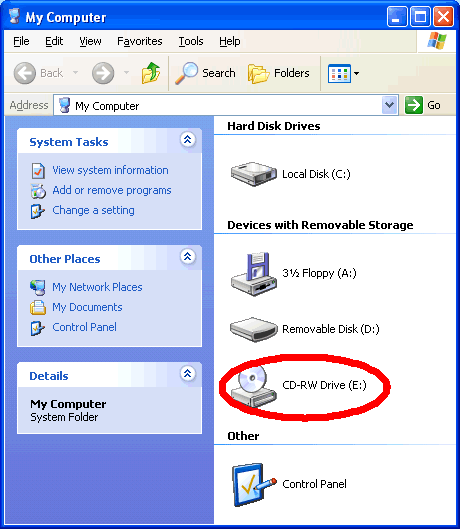 My Computer
File Edit View Favorites Tools Help
Back Search Folders
Address My Computer Go
System Tasks
View system information
Add or remove programs
Change a setting
Other Places
My Network Places
My Documents
Control Panel
Details
My Computer
System Folder
Hard Disk Drives
Local Disk (C:)
Devices with Removable Storage
3½ Floppy (A:)
Removable Disk (D:)
CD-RW Drive (E:)
Other
Control Panel